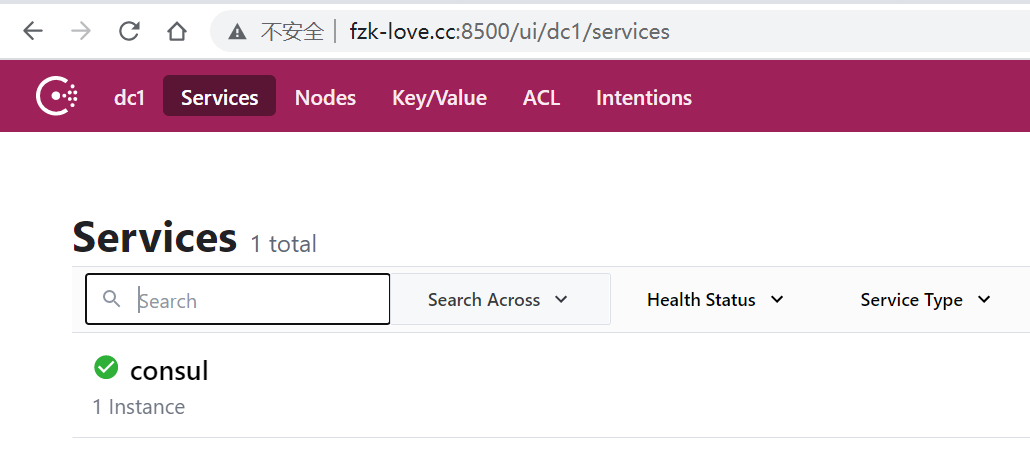 不安全 fzk-love.cc:8500/ui/dc1/services
dc1 Services Nodes Key/Value ACL Intentions
Services 1 total
Search Search Across Health Status Service Type
consul
1 Instance